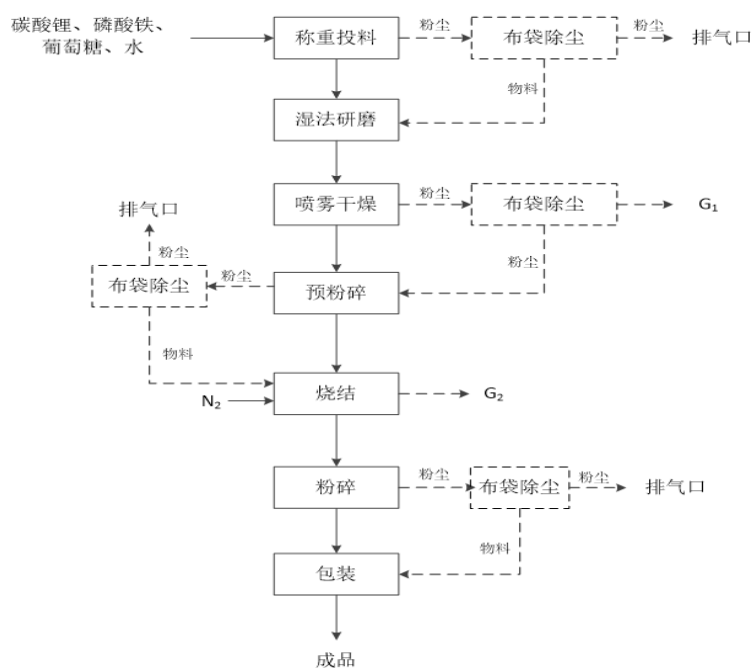 碳酸锂、磷酸铁、
葡萄糖、水
称重投料
粉尘
布袋除尘
粉尘
排气口
物料
湿法研磨
喷雾干燥
粉尘
布袋除尘
G₁
粉尘
排气口
粉尘
布袋除尘
粉尘
预粉碎
物料
N₂
烧结
G₂
粉碎
粉尘
布袋除尘
粉尘
排气口
物料
包装
成品